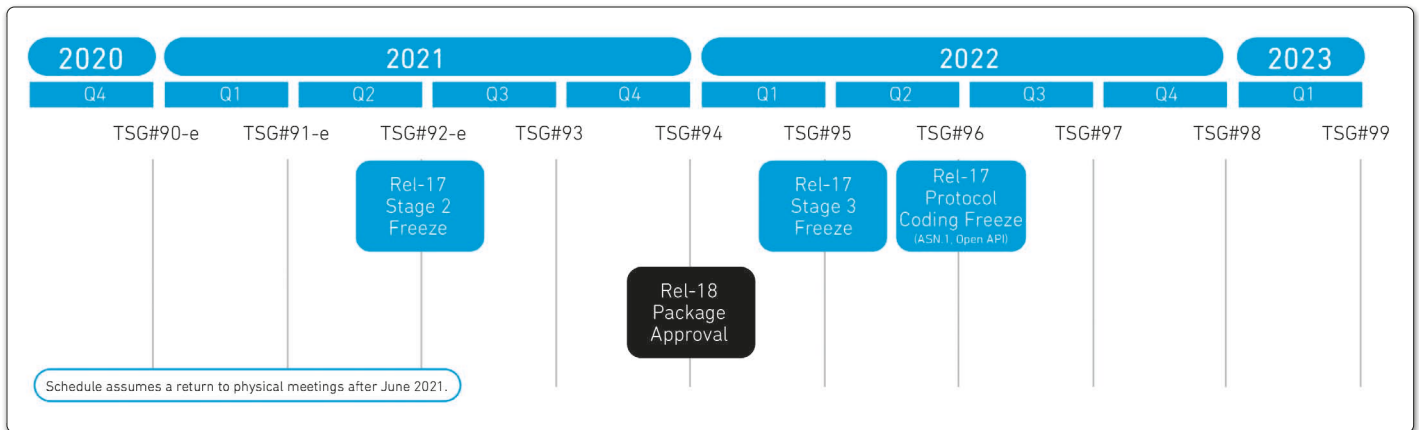 2020 2021 2022 2023
Q4 Q1 Q2 Q3 Q4 Q1 Q2 Q3 Q4 Q1
TSG#90-e TSG#91-e TSG#92-e TSG#93 TSG#94 TSG#95 TSG#96 TSG#97 TSG#98 TSG#99
Rel-17
Stage 2
Freeze
Rel-17
Stage 3
Freeze
Rel-17
Protocol
Coding Freeze
(ASN.1, Open API)
Rel-18
Package
Approval
Schedule assumes a return to physical meetings after June 2021.